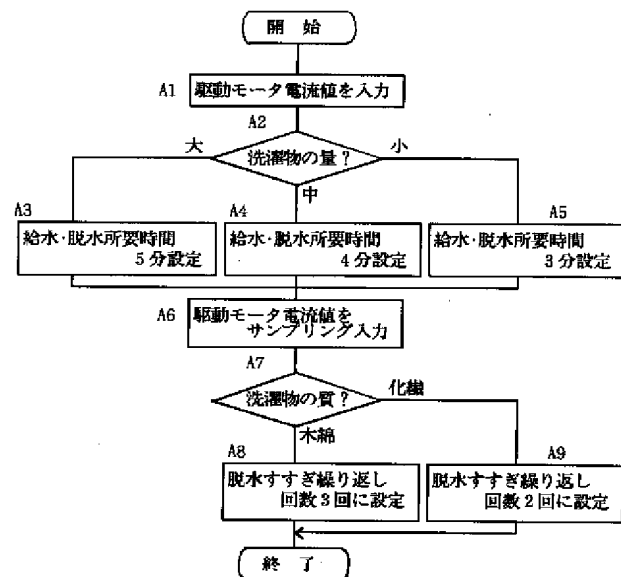 開 始
A1
駆動モータ電流値を入力
A2
大
洗濯物の量？
小
中
A3
給水・脱水所要時間
5分設定
A4
給水・脱水所要時間
4分設定
A5
給水・脱水所要時間
3分設定
A6
駆動モータ電流値を
サンプリング入力
A7
洗濯物の質？
化繊
木綿
A8
脱水すすぎ繰り返し
回数3回に設定
A9
脱水すすぎ繰り返し
回数2回に設定
終 了